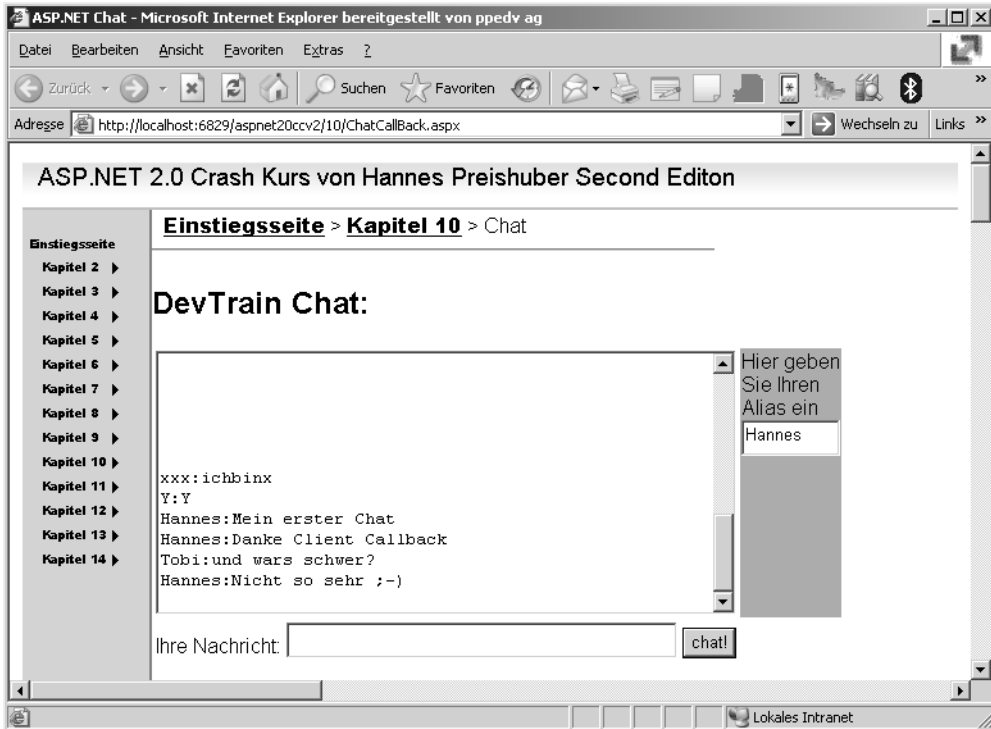 ASP.NET Chat - Microsoft Internet Explorer bereitgestellt von ppedv ag
Datei Bearbeiten Ansicht Favoriten Extras ?
Zurück Suchen Favoriten »
Adresse http://localhost:6829/aspnet20ccv2/10/ChatCallBack.aspx Wechseln zu Links »
ASP.NET 2.0 Crash Kurs von Hannes Preishuber Second Editon
Einstiegsseite > Kapitel 10 > Chat
Einstiegsseite
Kapitel 2
Kapitel 3
Kapitel 4
Kapitel 5
Kapitel 6
Kapitel 7
Kapitel 8
Kapitel 9
Kapitel 10
Kapitel 11
Kapitel 12
Kapitel 13
Kapitel 14
DevTrain Chat:
xxx:ichbinx
Y:Y
Hannes:Mein erster Chat
Hannes:Danke Client Callback
Tobi:und wars schwer?
Hannes:Nicht so sehr ;-)
Hier geben
Sie Ihren
Alias ein
Hannes
Ihre Nachricht: chat!
Lokales Intranet